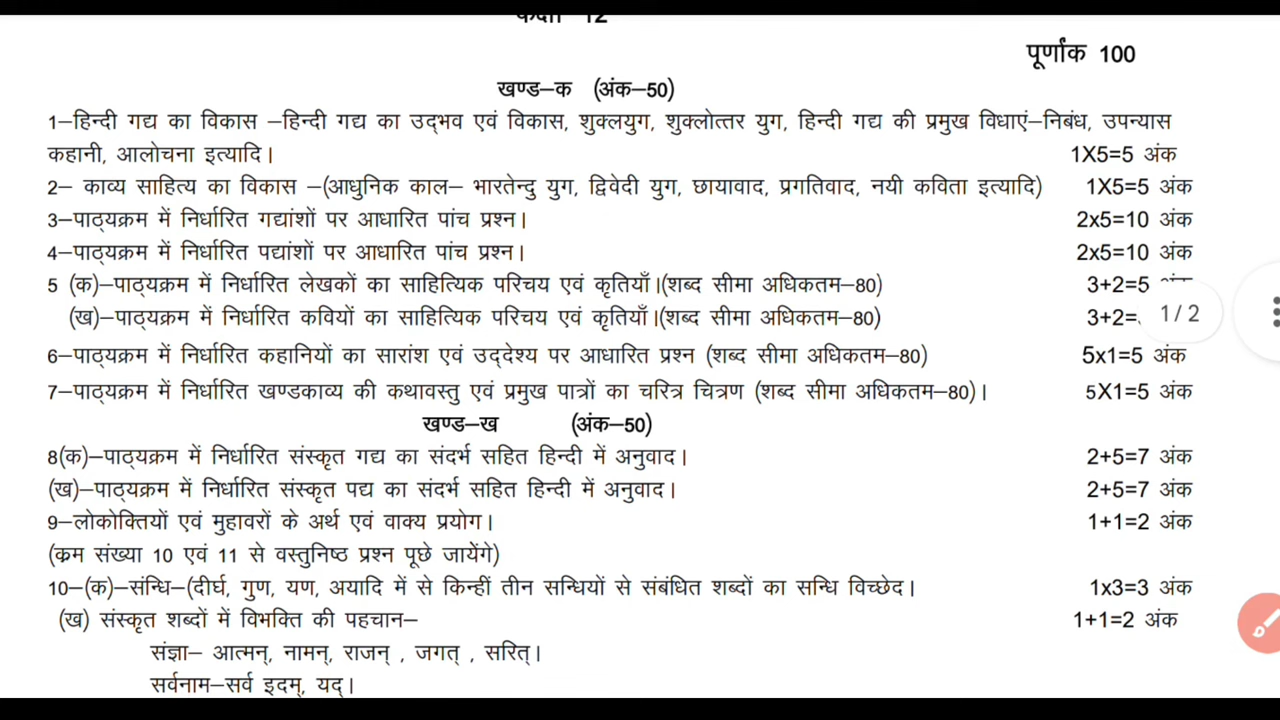 कक्षा 12
पूर्णांक 100
खण्ड–क (अंक–50)
1–हिन्दी गद्य का विकास –हिन्दी गद्य का उद्भव एवं विकास, शुक्लयुग, शुक्लोत्तर युग, हिन्दी गद्य की प्रमुख विधाएं–निबंध, उपन्यास
कहानी, आलोचना इत्यादि। 1X5=5 अंक
2– काव्य साहित्य का विकास –(आधुनिक काल– भारतेन्दु युग, द्विवेदी युग, छायावाद, प्रगतिवाद, नयी कविता इत्यादि) 1X5=5 अंक
3–पाठ्यक्रम में निर्धारित गद्यांशों पर आधारित पांच प्रश्न। 2x5=10 अंक
4–पाठ्यक्रम में निर्धारित पद्यांशों पर आधारित पांच प्रश्न। 2x5=10 अंक
5 (क)–पाठ्यक्रम में निर्धारित लेखकों का साहित्यिक परिचय एवं कृतियाँ।(शब्द सीमा अधिकतम–80) 3+2=5
(ख)–पाठ्यक्रम में निर्धारित कवियों का साहित्यिक परिचय एवं कृतियाँ।(शब्द सीमा अधिकतम–80) 3+2= 1/2
6–पाठ्यक्रम में निर्धारित कहानियों का सारांश एवं उद्देश्य पर आधारित प्रश्न (शब्द सीमा अधिकतम–80) 5x1=5 अंक
7–पाठ्यक्रम में निर्धारित खण्डकाव्य की कथावस्तु एवं प्रमुख पात्रों का चरित्र चित्रण (शब्द सीमा अधिकतम–80)। 5X1=5 अंक
खण्ड–ख (अंक–50)
8(क)–पाठ्यक्रम में निर्धारित संस्कृत गद्य का संदर्भ सहित हिन्दी में अनुवाद। 2+5=7 अंक
(ख)–पाठ्यक्रम में निर्धारित संस्कृत पद्य का संदर्भ सहित हिन्दी में अनुवाद। 2+5=7 अंक
9–लोकोक्तियों एवं मुहावरों के अर्थ एवं वाक्य प्रयोग। 1+1=2 अंक
(क्रम संख्या 10 एवं 11 से वस्तुनिष्ठ प्रश्न पूछे जायेंगे)
10–(क)–सन्धि–(दीर्घ, गुण, यण, अयादि में से किन्हीं तीन सन्धियों से संबंधित शब्दों का सन्धि विच्छेद। 1x3=3 अंक
(ख) संस्कृत शब्दों में विभक्ति की पहचान– 1+1=2 अंक
संज्ञा– आत्मन्, नामन्, राजन् , जगत् , सरित्।
सर्वनाम–सर्व इदम्, यद्।